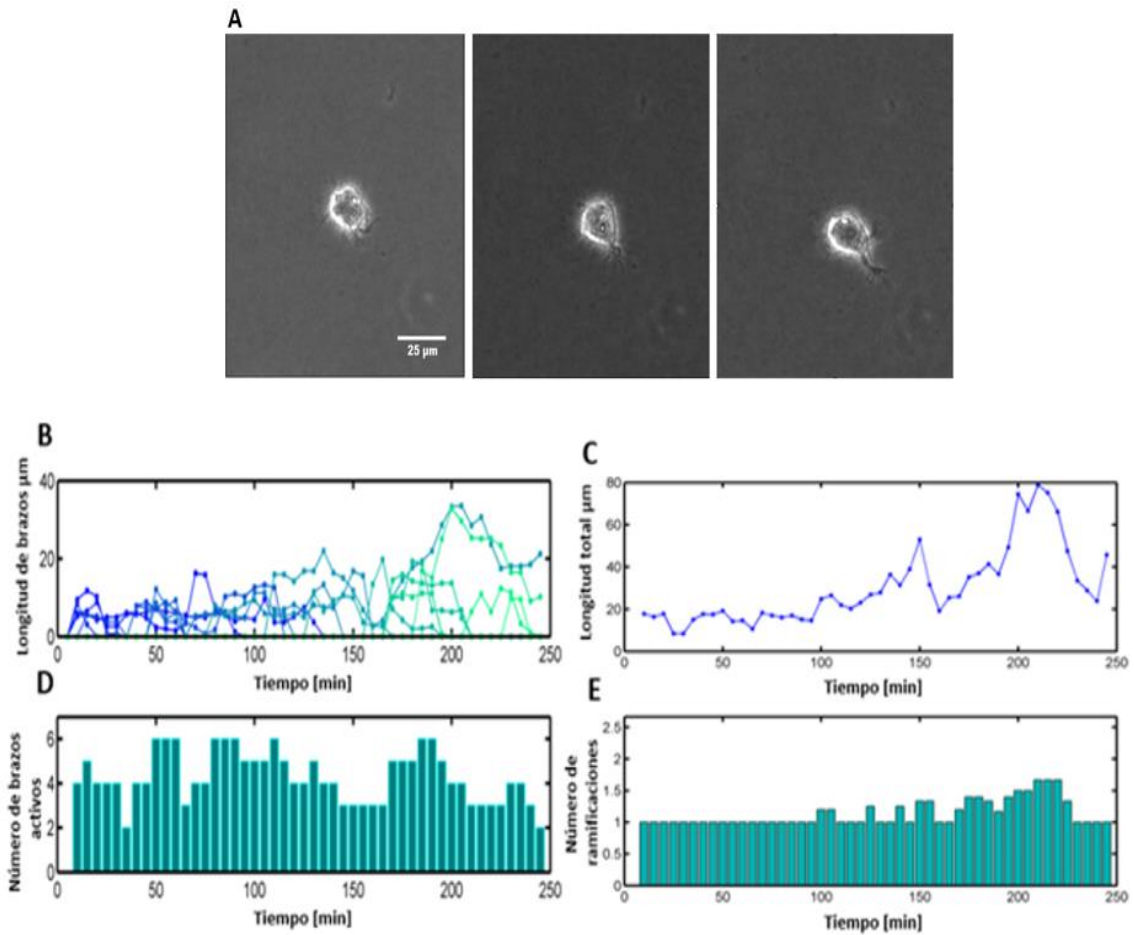 A
25 µm
B
Longitud de brazos µm
40
20
0
0
50
100
150
200
250
Tiempo [min]
C
Longitud total µm
80
60
40
20
0
0
50
100
150
200
250
Tiempo [min]
D
Número de brazos
activos
6
4
2
0
0
50
100
150
200
250
Tiempo [min]
E
Número de
ramificaciones
2.5
2
1.5
1
0.5
0
0
50
100
150
200
250
Tiempo [min]